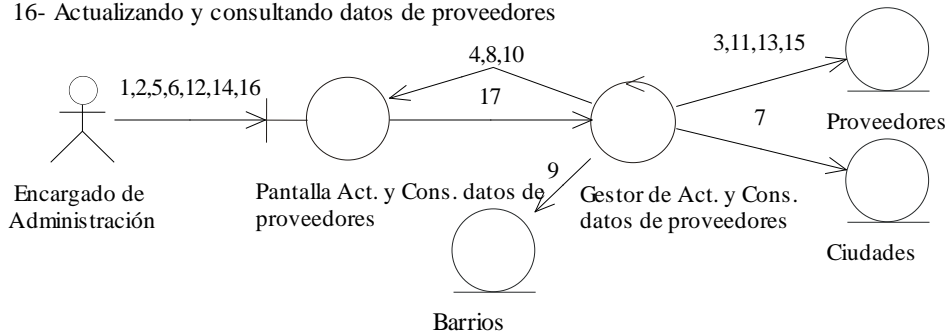 16- Actualizando y consultando datos de proveedores
4,8,10
3,11,13,15
1,2,5,6,12,14,16
17
7
Proveedores
9
Encargado de
Administración
Pantalla Act. y Cons. datos de
proveedores
Gestor de Act. y Cons.
datos de proveedores
Ciudades
Barrios